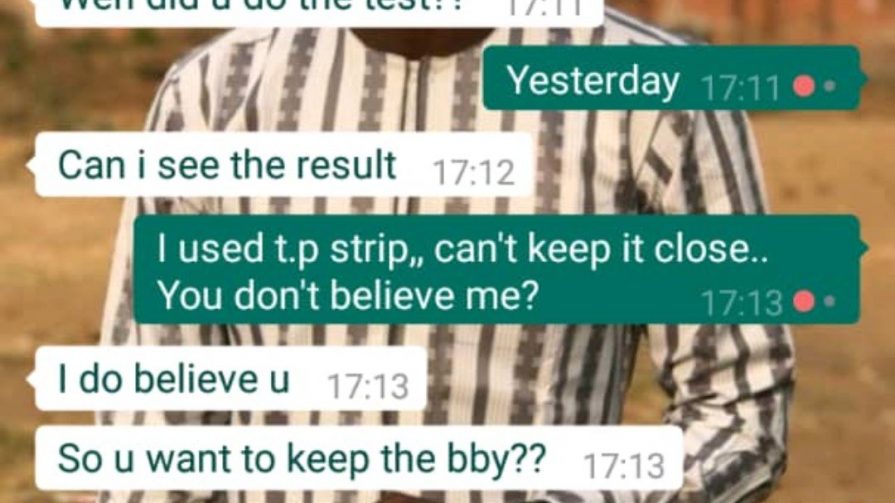 Wen did u do the test?? 17:11
Yesterday 17:11
Can i see the result 17:12
I used t.p strip,, can't keep it close..
You don't believe me? 17:13
I do believe u 17:13
So u want to keep the bby?? 17:13